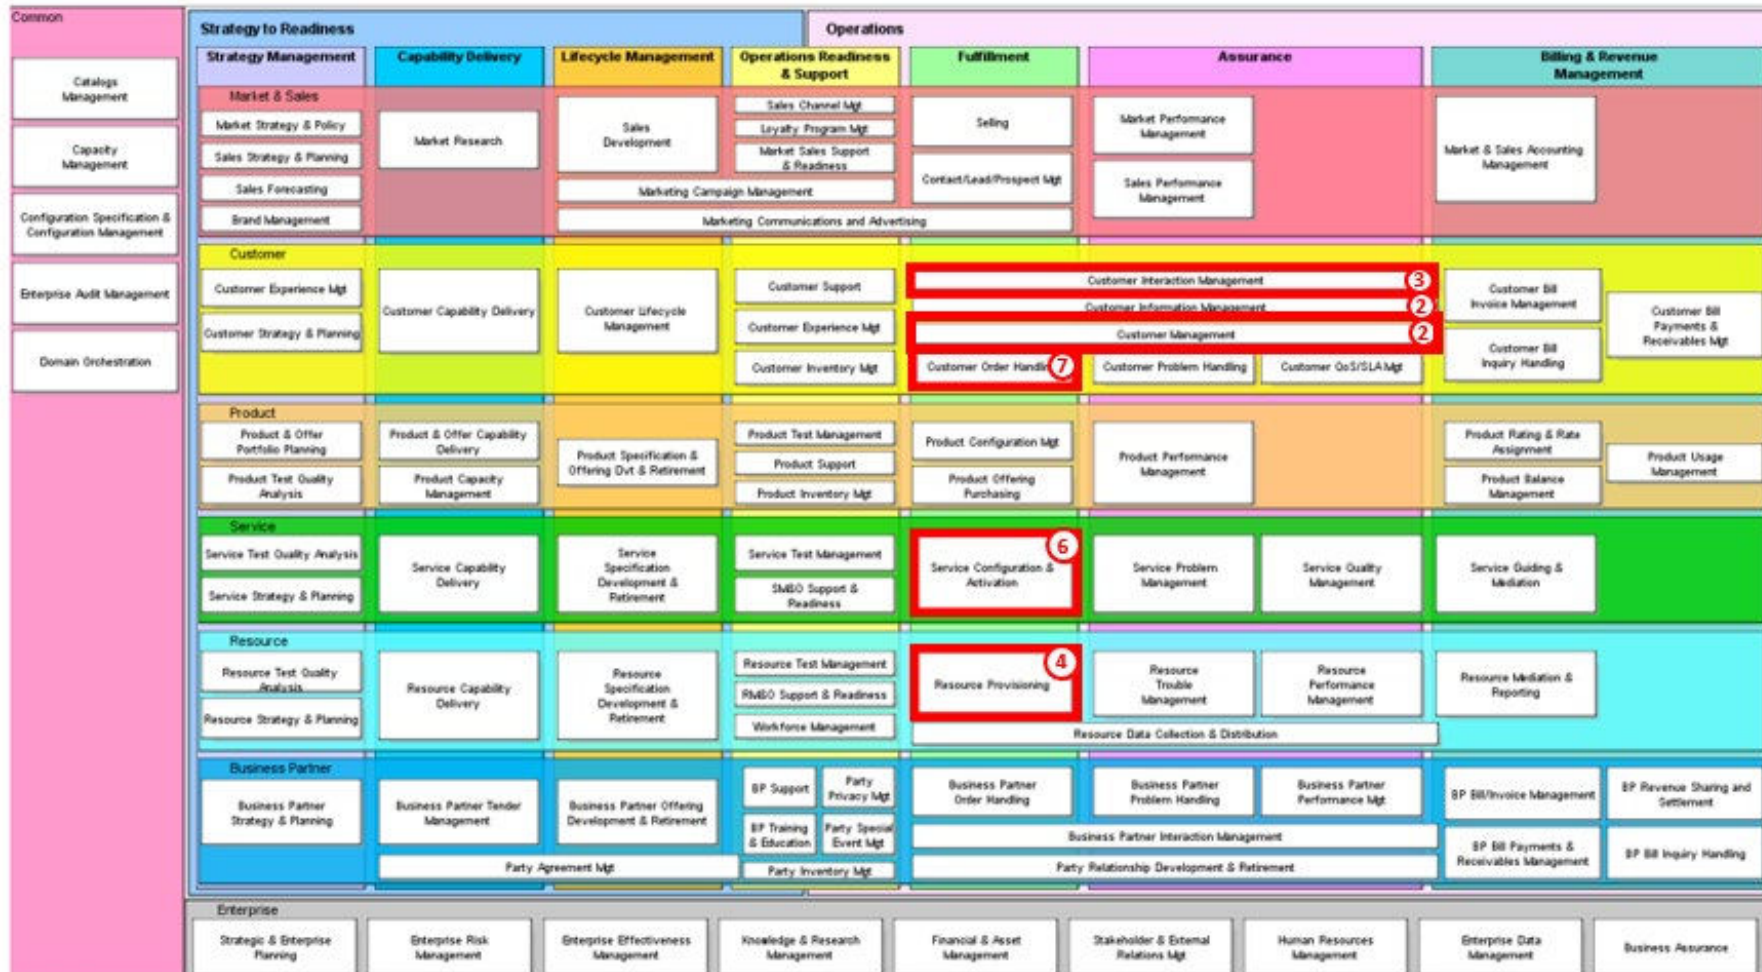 Common
Catalogs
Management
Capacity
Management
Configuration Specification &
Configuration Management
Enterprise Audit Management
Domain Orchestration
Strategy to Readiness
Operations
Strategy Management
Capability Delivery
Lifecycle Management
Operations Readiness
& Support
Fulfillment
Assurance
Billing & Revenue
Management
Market & Sales
Market Strategy & Policy
Sales Strategy & Planning
Sales Forecasting
Brand Management
Market Research
Sales
Development
Sales Channel Mgt
Loyalty Program Mgt
Market Sales Support
& Readiness
Marketing Campaign Management
Marketing Communications and Advertising
Selling
Contact/Lead/Prospect Mgt
Market Performance
Management
Sales Performance
Management
Market & Sales Accounting
Management
Customer
Customer Experience Mgt
Customer Strategy & Planning
Customer Capability Delivery
Customer Lifecycle
Management
Customer Support
Customer Experience Mgt
Customer Inventory Mgt
Customer Interaction Management
3
Customer Information Management
2
Customer Management
2
Customer Order Handling
7
Customer Problem Handling
Customer QoS/SLA Mgt
Customer Bill
Invoice Management
Customer Bill
Inquiry Handling
Customer Bill
Payments &
Receivables Mgt
Product
Product & Offer
Portfolio Planning
Product Test Quality
Analysis
Product & Offer Capability
Delivery
Product Capacity
Management
Product Specification &
Offering Dvt & Retirement
Product Test Management
Product Support
Product Inventory Mgt
Product Configuration Mgt
Product Offering
Purchasing
Product Performance
Management
Product Rating & Rate
Assignment
Product Balance
Management
Product Usage
Management
Service
Service Test Quality Analysis
Service Strategy & Planning
Service Capability
Delivery
Service
Specification
Development &
Retirement
Service Test Management
SM&O Support &
Readiness
6
Service Configuration &
Activation
Service Problem
Management
Service Quality
Management
Service Guiding &
Mediation
Resource
Resource Test Quality
Analysis
Resource Strategy & Planning
Resource Capability
Delivery
Resource
Specification
Development &
Retirement
Resource Test Management
RM&O Support & Readiness
Workforce Management
4
Resource Provisioning
Resource
Trouble
Management
Resource
Performance
Management
Resource Data Collection & Distribution
Resource Mediation &
Reporting
Business Partner
Business Partner
Strategy & Planning
Business Partner Tender
Management
Business Partner Offering
Development & Retirement
Party Agreement Mgt
BP Support
Party
Privacy Mgt
BP Training
& Education
Party Special
Event Mgt
Party Inventory Mgt
Business Partner
Order Handling
Business Partner
Problem Handling
Business Partner
Performance Mgt
Business Partner Interaction Management
Party Relationship Development & Retirement
BP Bill/Invoice Management
BP Revenue Sharing and
Settlement
BP Bill Payments &
Receivables Management
BP Bill Inquiry Handling
Enterprise
Strategic & Enterprise
Planning
Enterprise Risk
Management
Enterprise Effectiveness
Management
Knowledge & Research
Management
Financial & Asset
Management
Stakeholder & External
Relations Mgt
Human Resources
Management
Enterprise Data
Management
Business Assurance